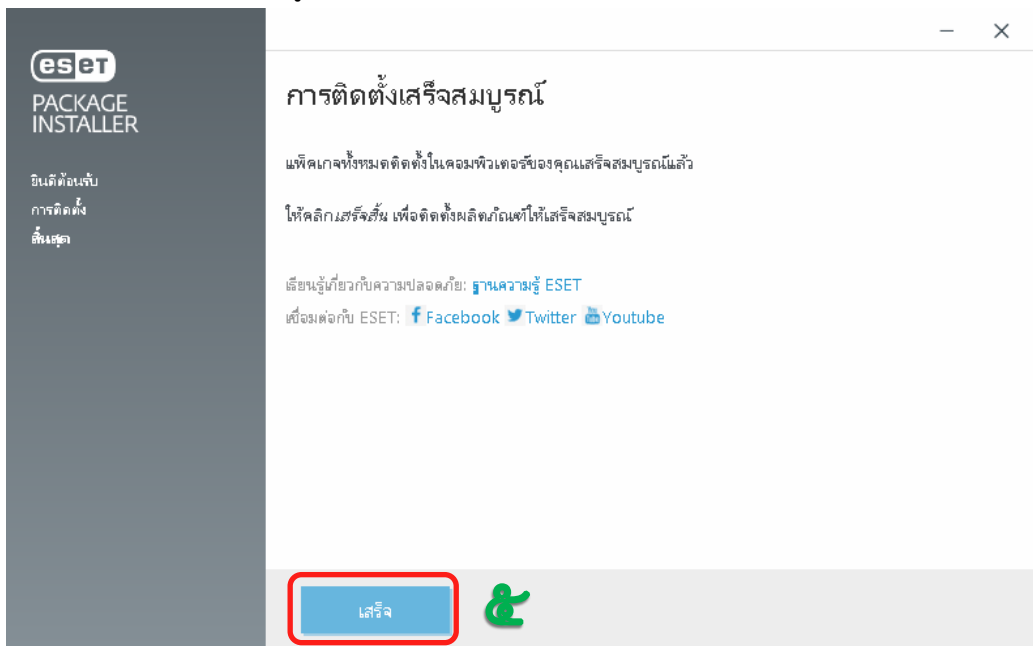 eset
PACKAGE
INSTALLER
ยินดีต้อนรับ
การติดตั้ง
สิ้นสุด
การติดตั้งเสร็จสมบูรณ์
แพ็คเกจทั้งหมดติดตั้งในคอมพิวเตอร์ของคุณเสร็จสมบูรณ์แล้ว
ให้คลิกเสร็จสิ้น เพื่อติดตั้งผลิตภัณฑ์ให้เสร็จสมบูรณ์
เรียนรู้เกี่ยวกับความปลอดภัย: ฐานความรู้ ESET
เชื่อมต่อกับ ESET: Facebook Twitter Youtube
เสร็จ
๕